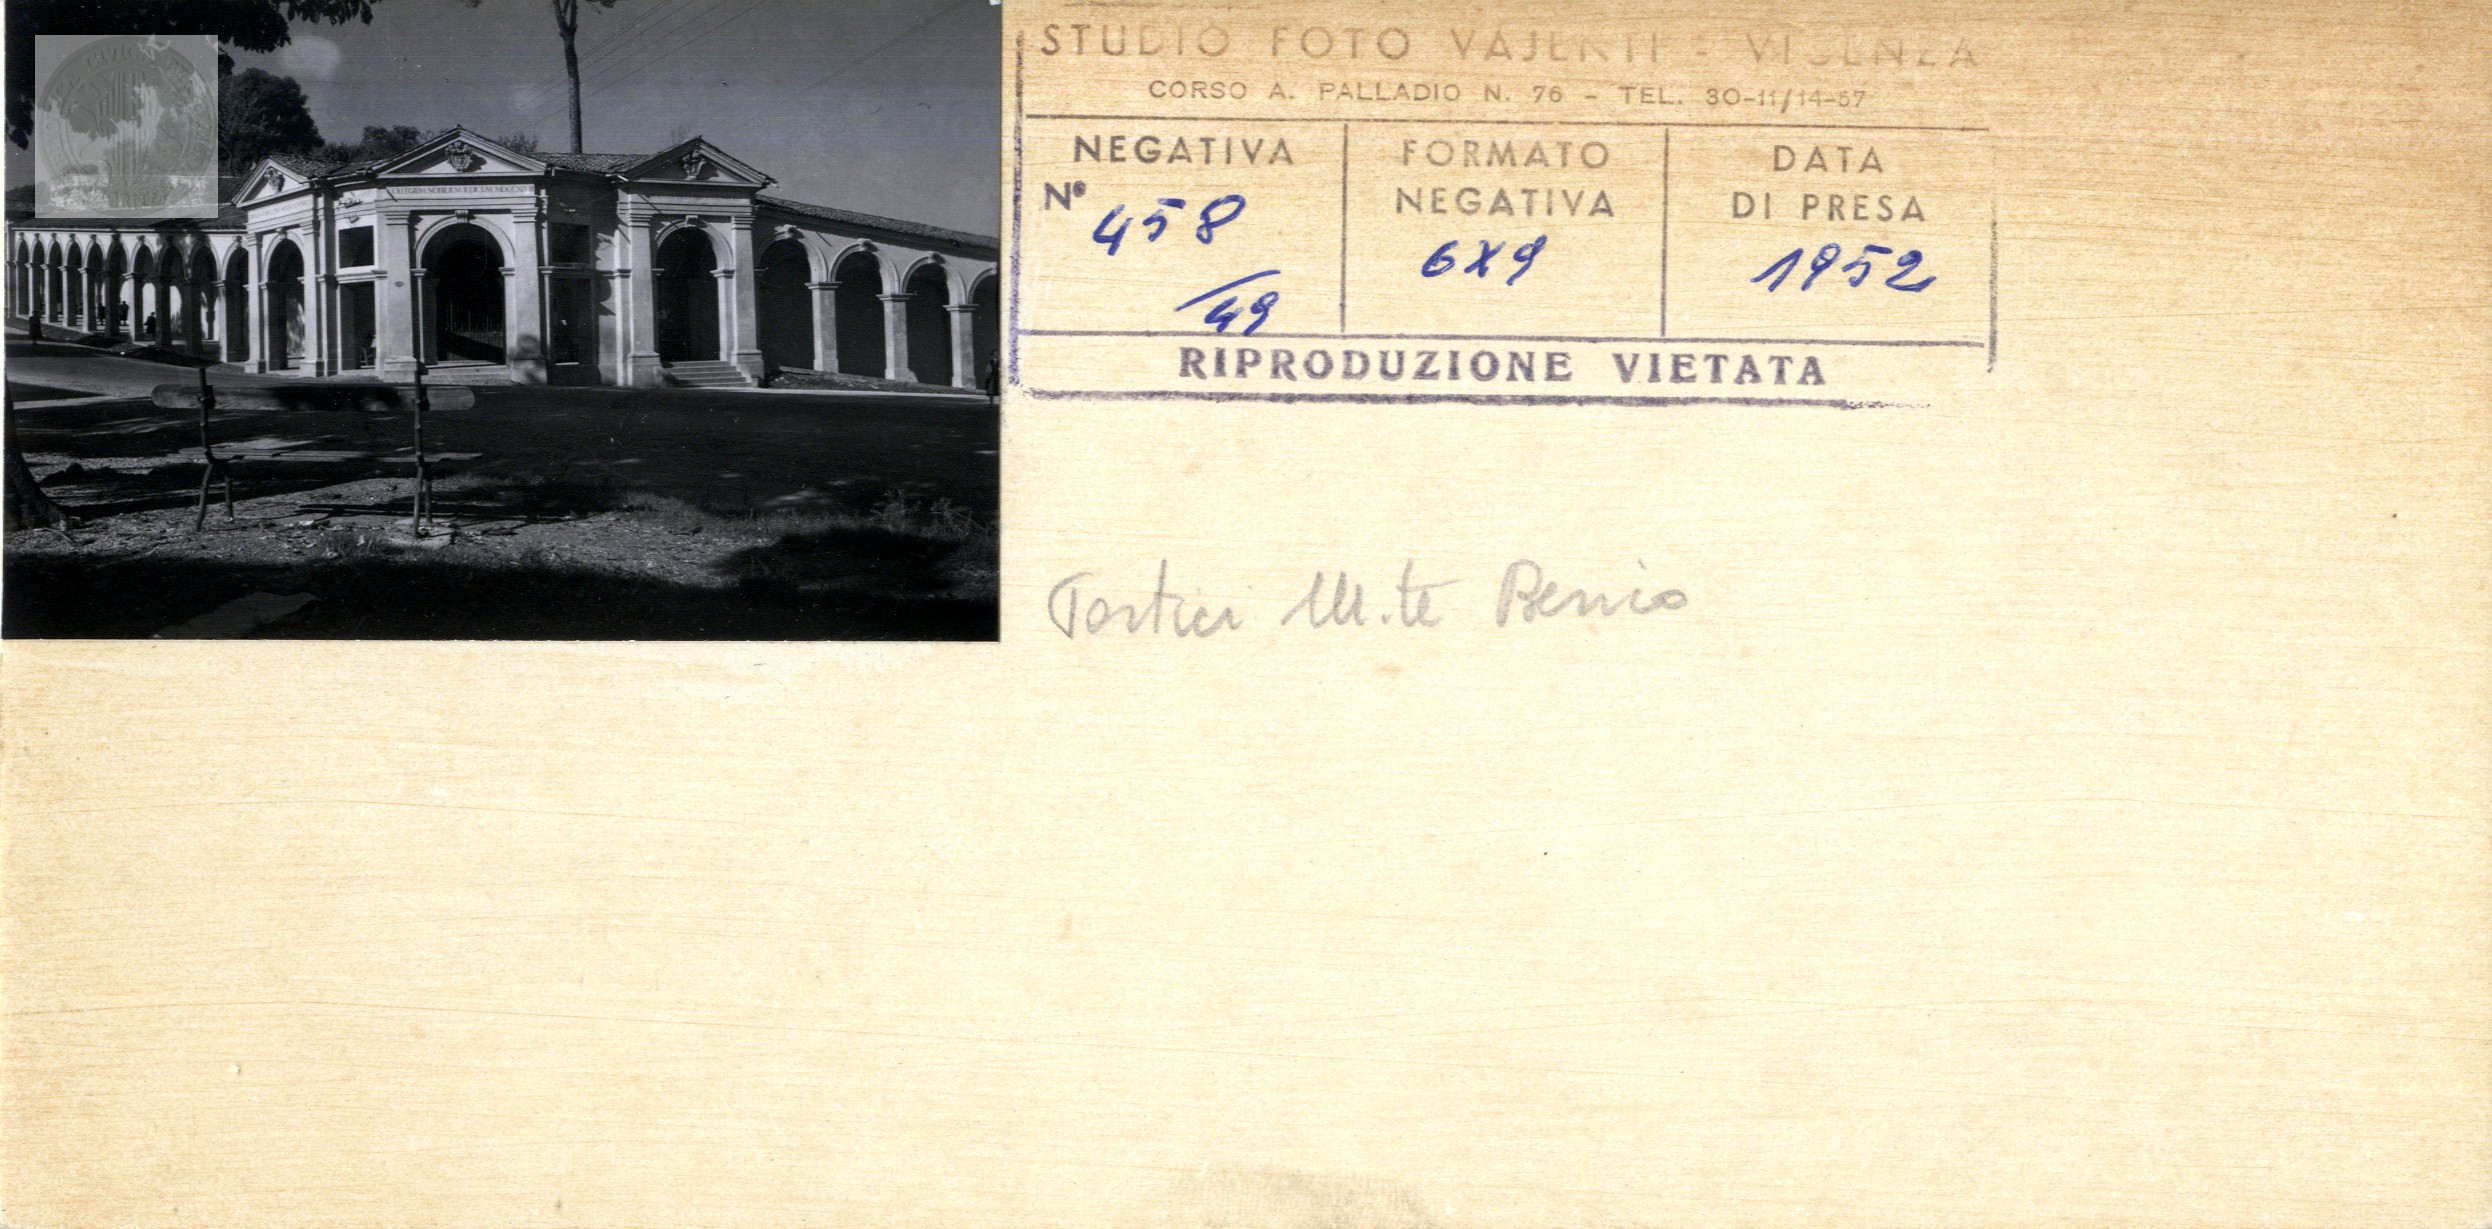 STUDIO FOTO VAJENTI - VICENZA
CORSO A. PALLADIO N. 76 - TEL. 30-11/14-57
NEGATIVA
Nº
458
/49
FORMATO
NEGATIVA
6x9
DATA
DI PRESA
1952
RIPRODUZIONE VIETATA
Portici M.te Berico